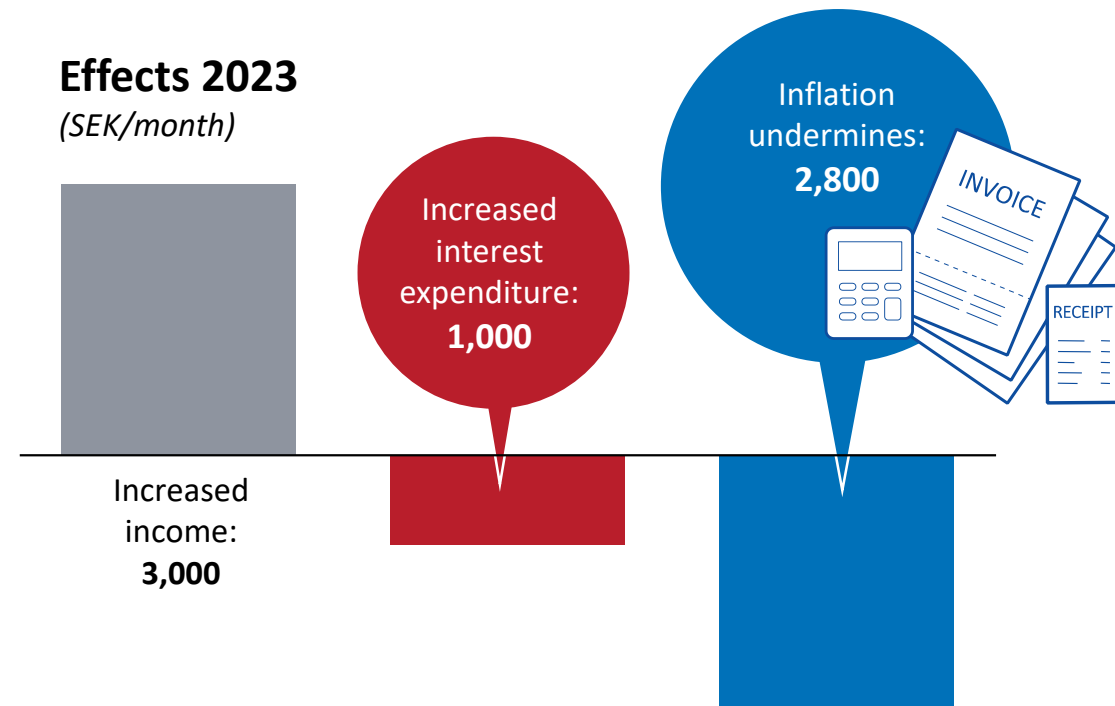 Effects 2023
(SEK/month)
Increased
income:
3,000
Increased
interest
expenditure:
1,000
Inflation
undermines:
2,800
INVOICE
RECEIPT